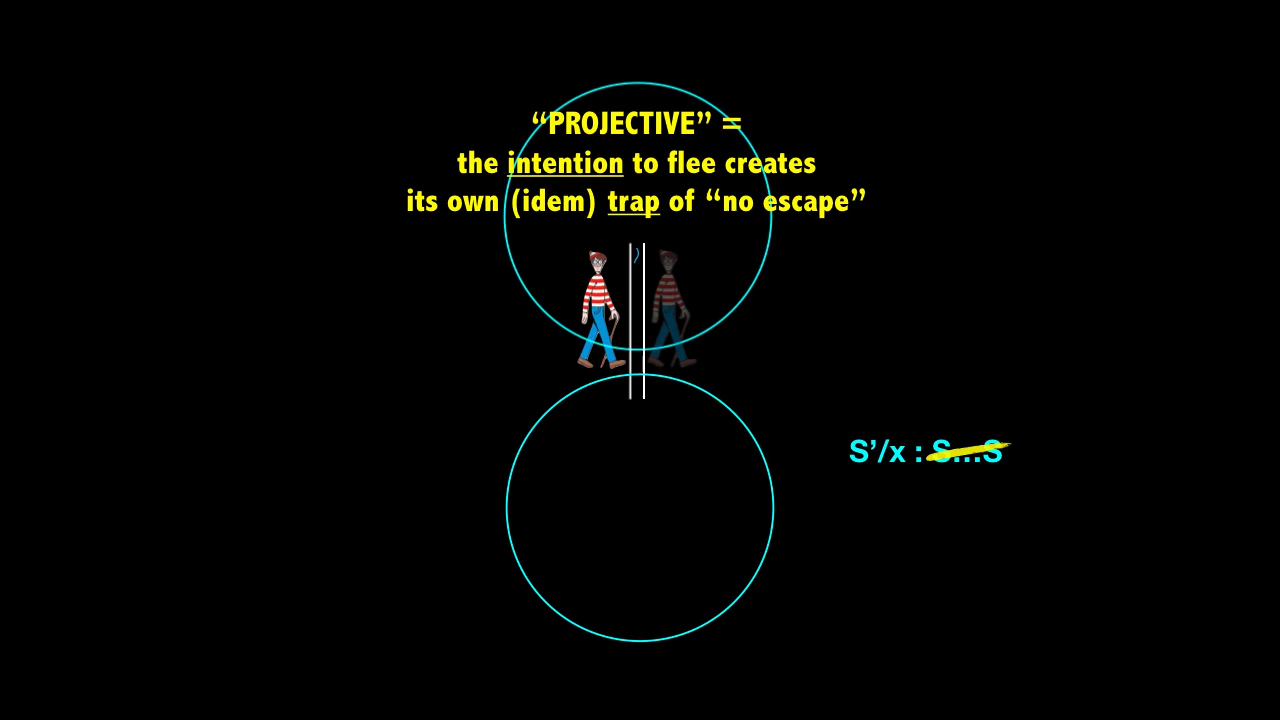 “PROJECTIVE” =
the intention to flee creates
its own (idem) trap of “no escape”
S’/x : S...S